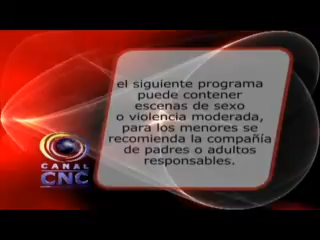 el siguiente programa
puede contener
escenas de sexo
o violencia moderada,
para los menores se
recomienda la compañía
de padres o adultos
responsables.
CANAL
CNC